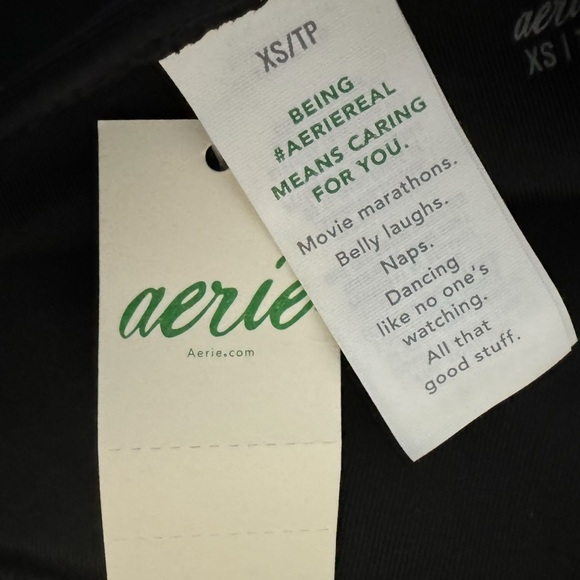 XS/TP
BEING
#AERIEREAL
MEANS CARING
FOR YOU.
Movie marathons.
Belly laughs.
Naps.
Dancing
like no one's
watching.
All that
good stuff.
aerie
Aerie.com
aeri
XS |